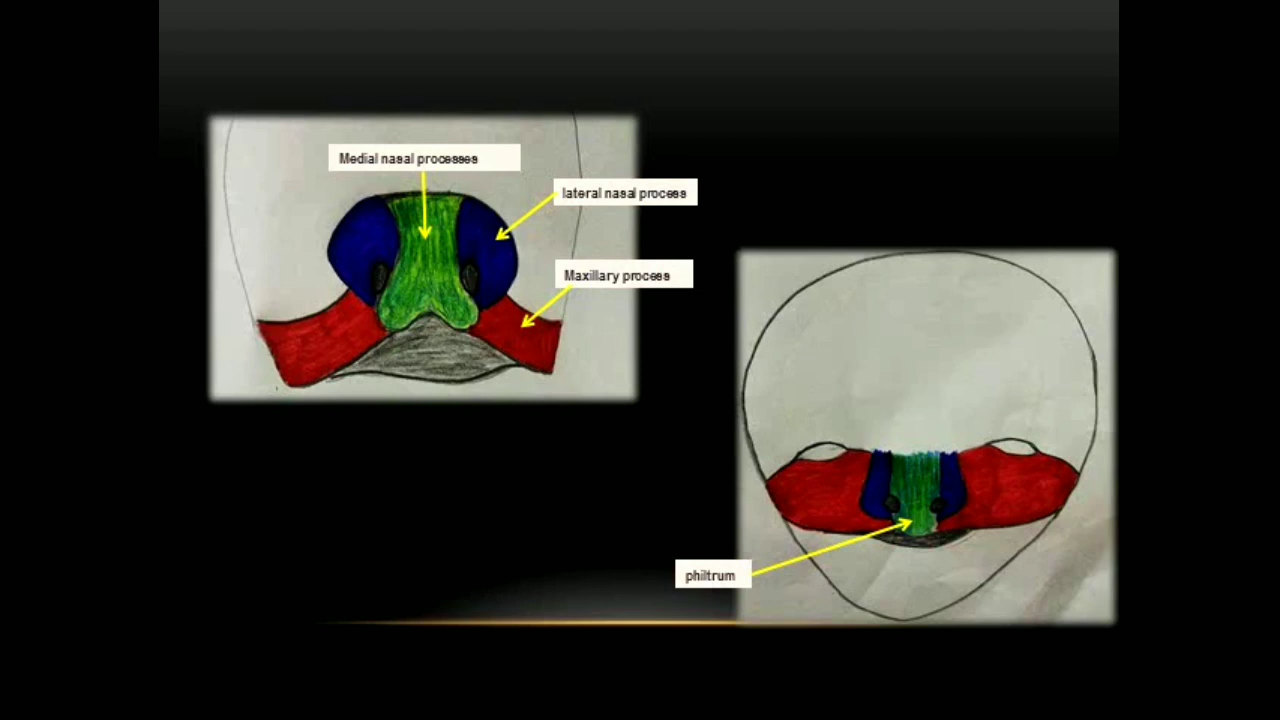 Medial nasal processes
lateral nasal process
Maxillary process
philtrum